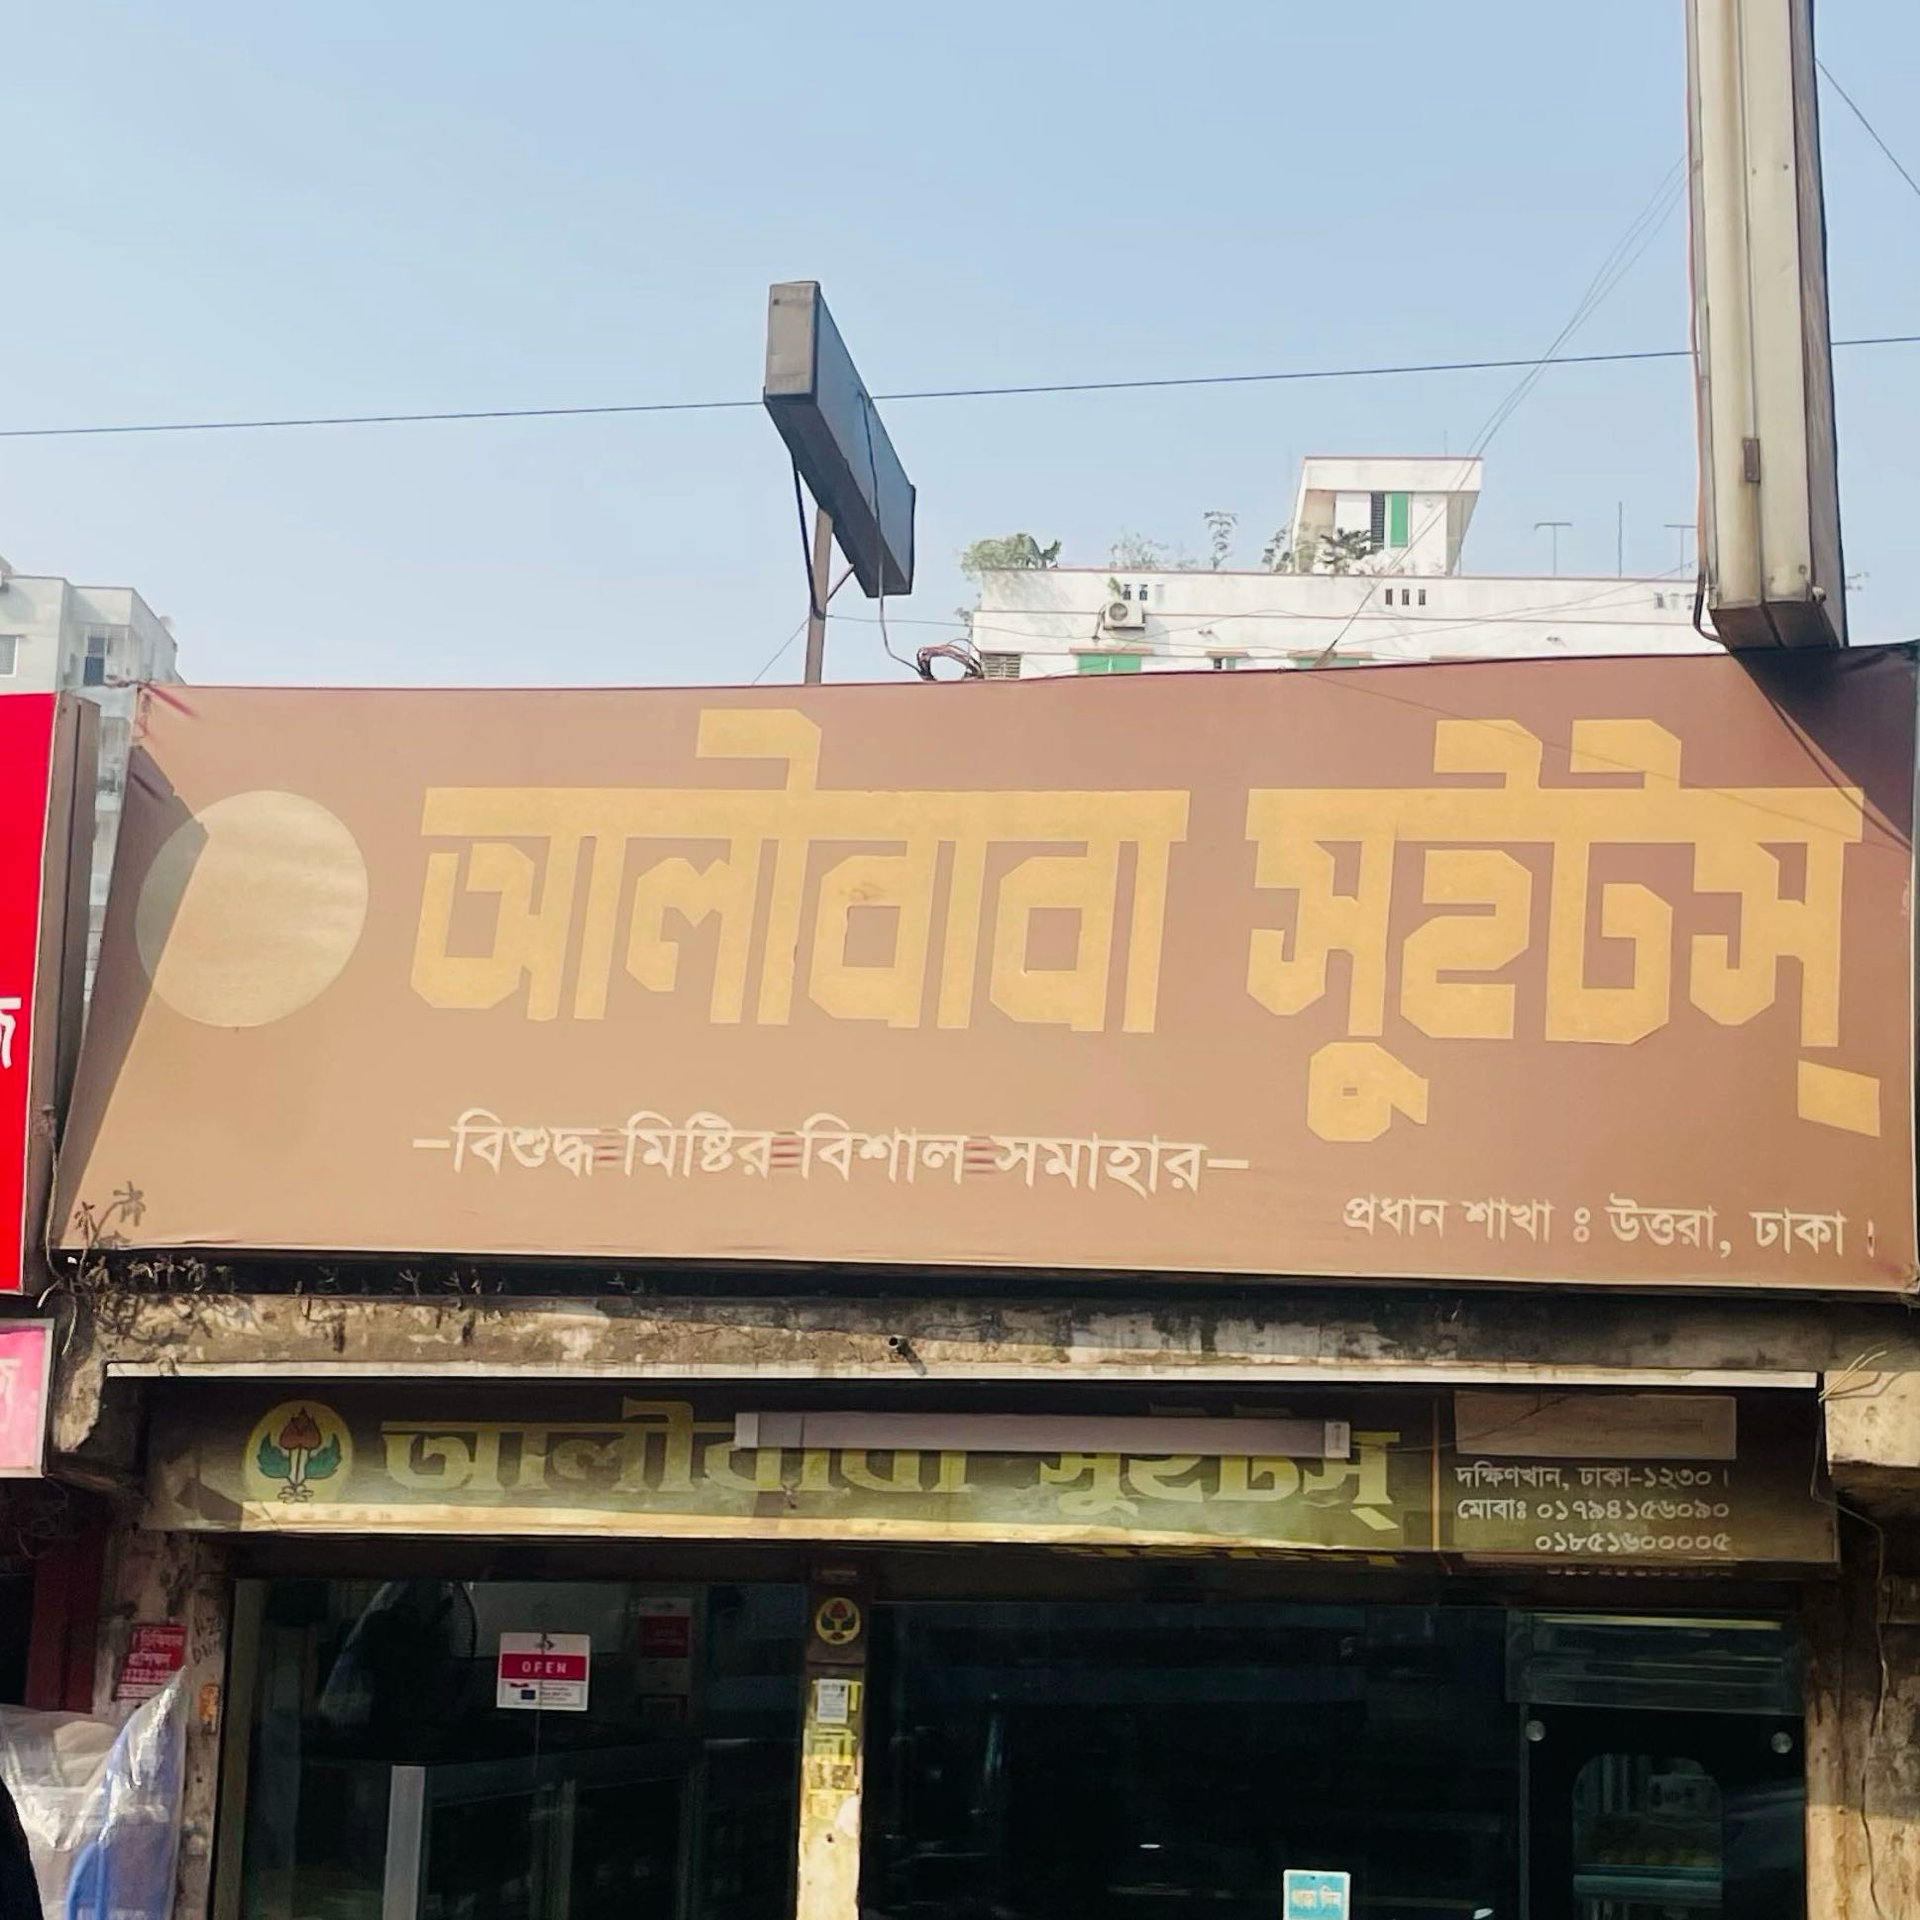 আলীবাবা সুইটস্
–বিশুদ্ধ মিষ্টির বিশাল সমাহার–
প্রধান শাখা ঃ উত্তরা, ঢাকা।
আলীবাবা সুইটস্
দক্ষিণখান, ঢাকা-১২৩০।
মোবাঃ ০১৭৯৪১৫৬০৯০
০১৮৫১৬০০০০৫
OPEN